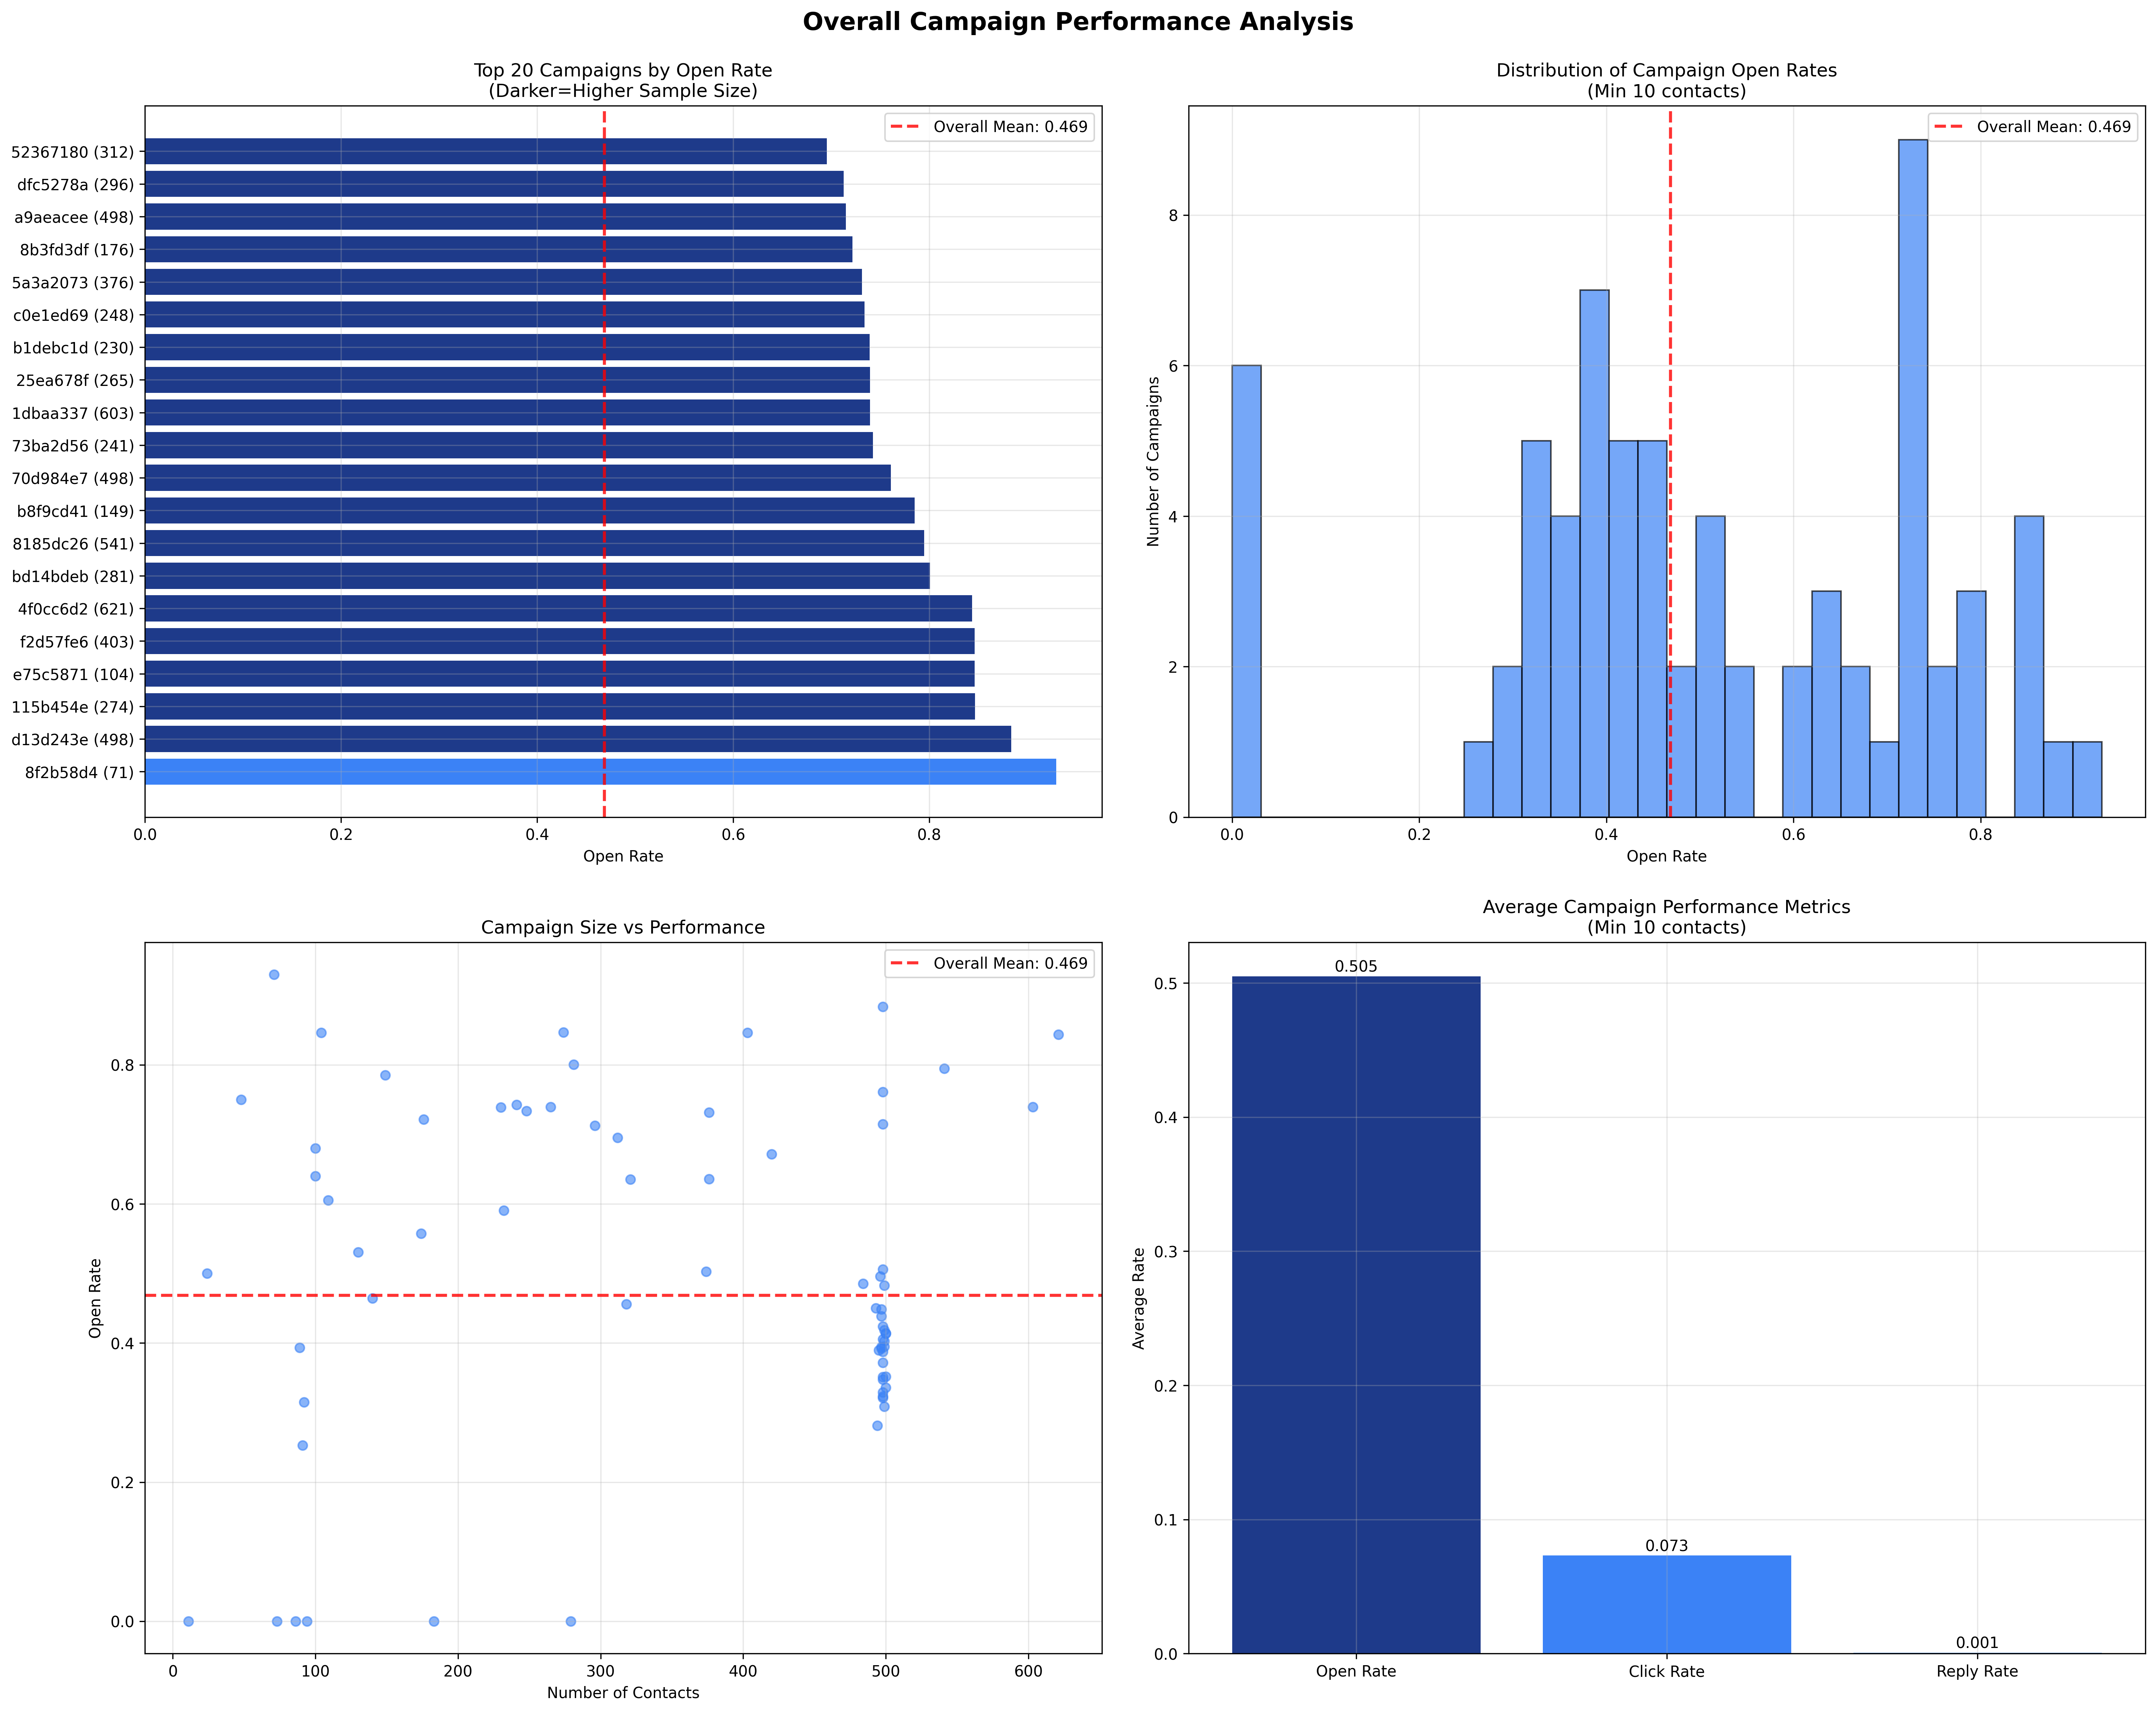 Overall Campaign Performance Analysis
Top 20 Campaigns by Open Rate
(Darker=Higher Sample Size)
Overall Mean: 0.469
52367180 (312)
dfc5278a (296)
a9aeacee (498)
8b3fd3df (176)
5a3a2073 (376)
c0e1ed69 (248)
b1debc1d (230)
25ea678f (265)
1dbaa337 (603)
73ba2d56 (241)
70d984e7 (498)
b8f9cd41 (149)
8185dc26 (541)
bd14bdeb (281)
4f0cc6d2 (621)
f2d57fe6 (403)
e75c5871 (104)
115b454e (274)
d13d243e (498)
8f2b58d4 (71)
0.0 0.2 0.4 0.6 0.8
Open Rate
Distribution of Campaign Open Rates
(Min 10 contacts)
Overall Mean: 0.469
Number of Campaigns
8
6
4
2
0
0.0 0.2 0.4 0.6 0.8
Open Rate
Campaign Size vs Performance
Overall Mean: 0.469
Open Rate
0.8
0.6
0.4
0.2
0.0
0 100 200 300 400 500 600
Number of Contacts
Average Campaign Performance Metrics
(Min 10 contacts)
Average Rate
0.5
0.4
0.3
0.2
0.1
0.0
0.505
0.073
0.001
Open Rate Click Rate Reply Rate